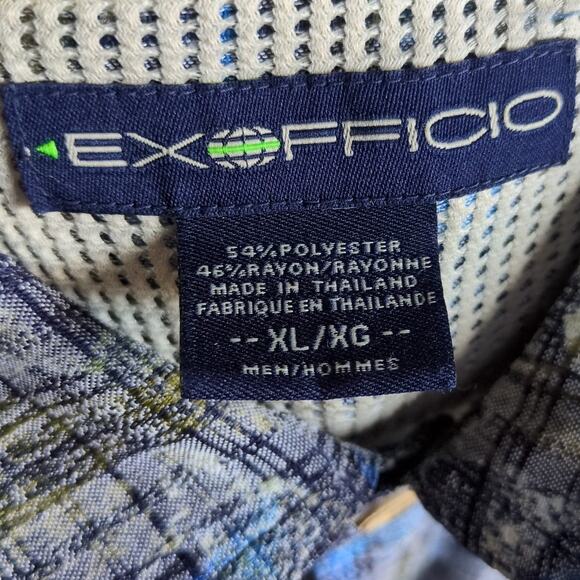 EXOFFICIO
54% POLYESTER
46% RAYON/RAYONNE
MADE IN THAILAND
FABRIQUE EN THAILANDE
-- XL/XG --
MEN/HOMMES